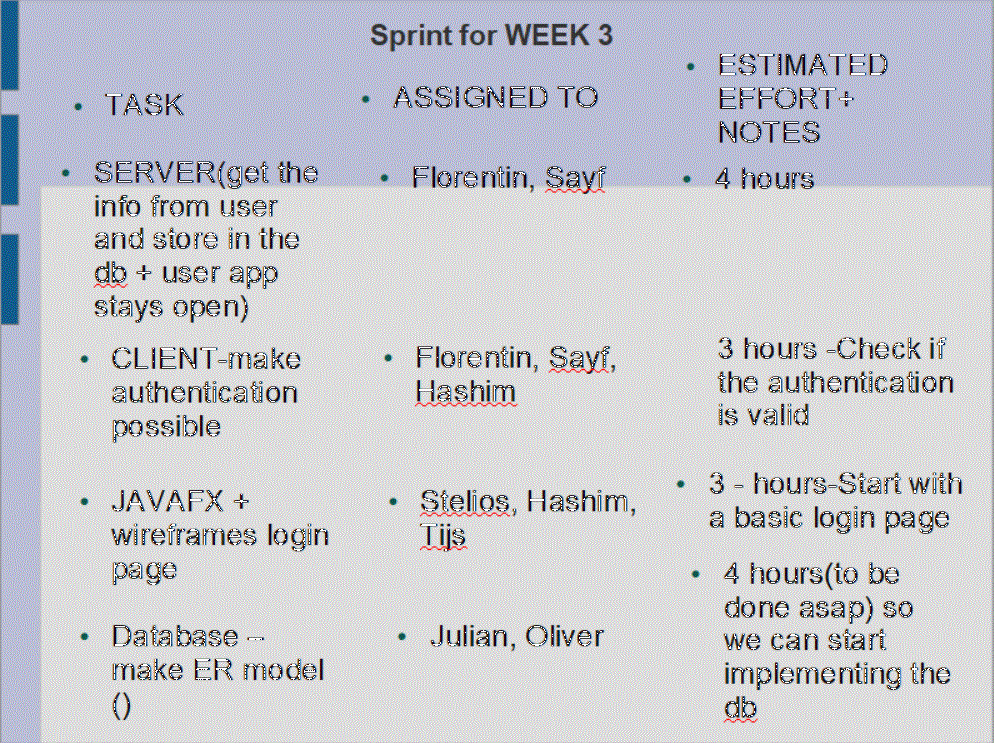 Sprint for WEEK 3
TASK
ASSIGNED TO
ESTIMATED
EFFORT+
NOTES
SERVER(get the
info from user
and store in the
db + user app
stays open)
Florentin, Sayf
4 hours
CLIENT-make
authentication
possible
Florentin, Sayf,
Hashim
3 hours -Check if
the authentication
is valid
JAVAFX +
wireframes login
page
Stelios, Hashim,
Tijs
3 - hours-Start with
a basic login page
Database –
make ER model
()
Julian, Oliver
4 hours(to be
done asap) so
we can start
implementing the
db